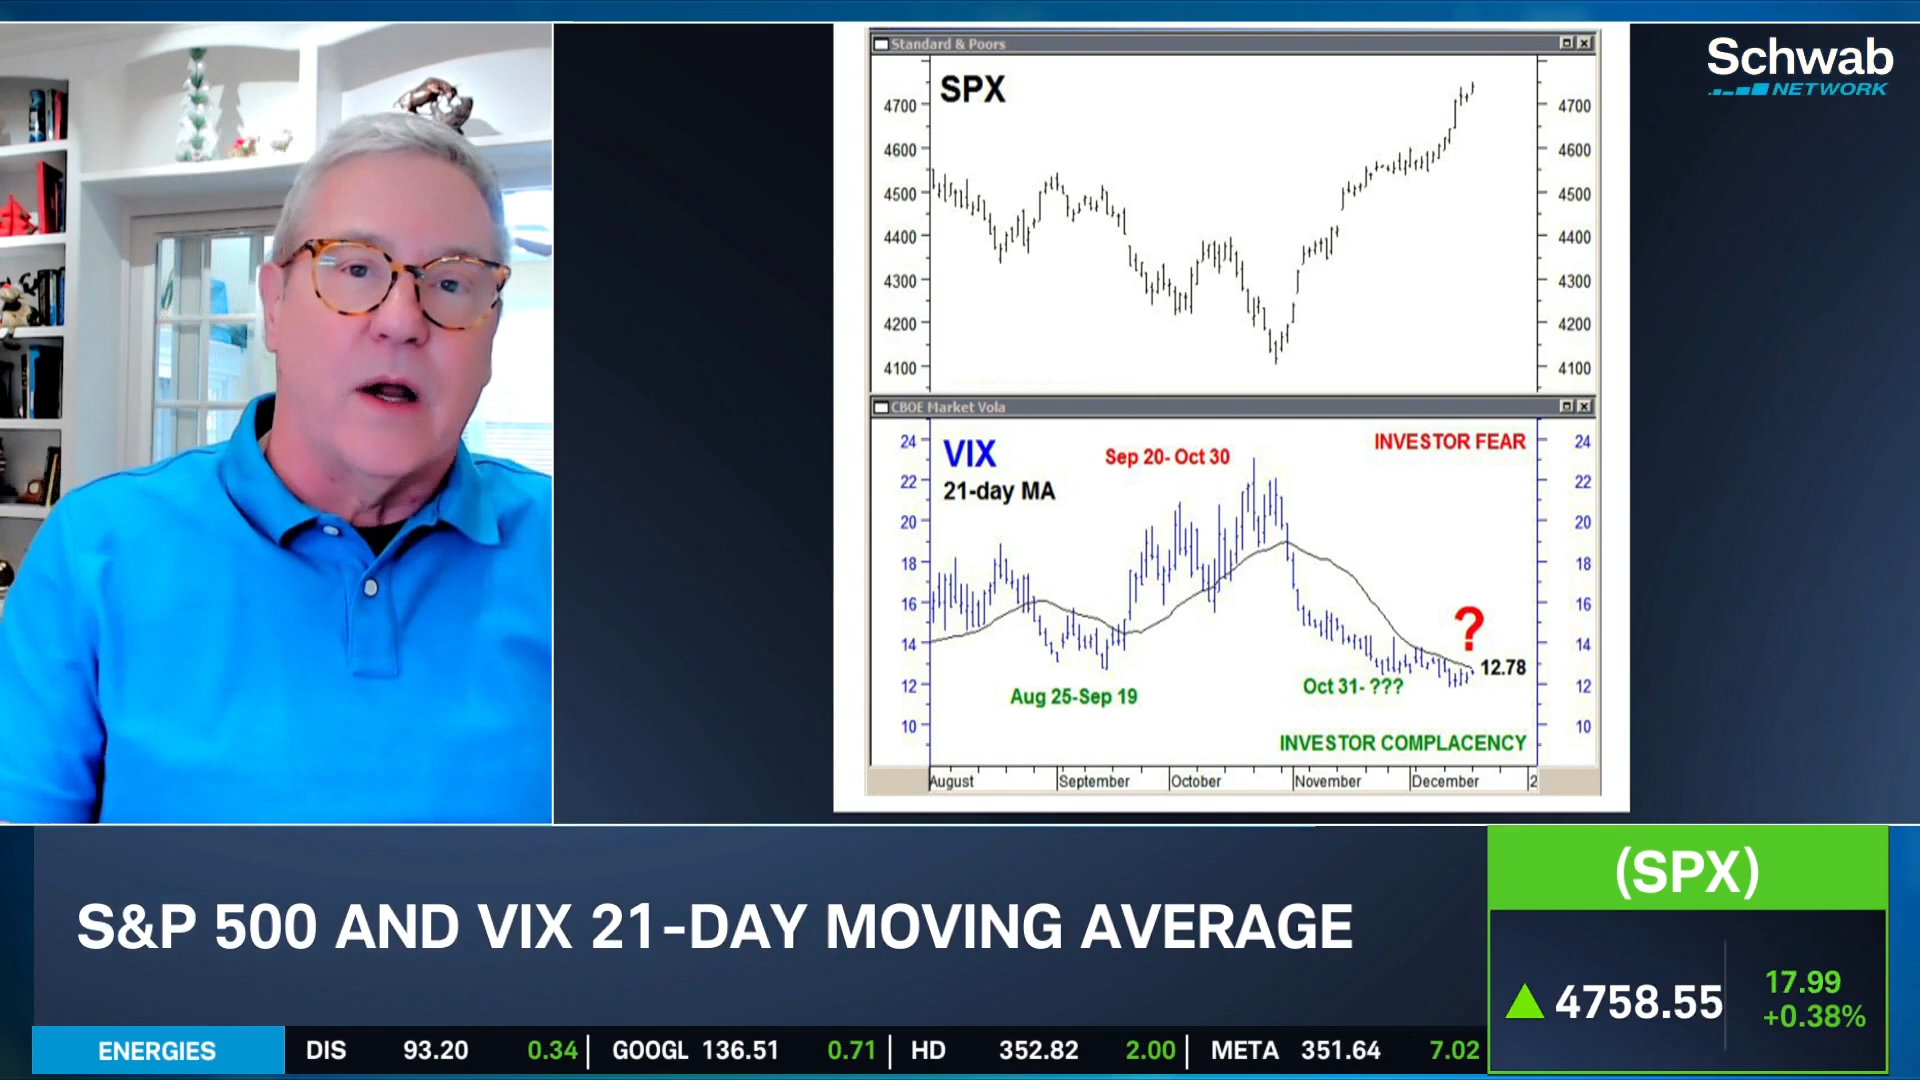 Schwab
NETWORK
Standard & Poors
SPX
4700
4600
4500
4400
4300
4200
4100
4700
4600
4500
4400
4300
4200
4100
CBOE Market Vola
VIX
21-day MA
Sep 20- Oct 30
INVESTOR FEAR
24
22
20
18
16
14
12
10
24
22
20
18
16
14
12
10
?
12.78
Aug 25-Sep 19
Oct 31- ???
INVESTOR COMPLACENCY
August September October November December 2
S&P 500 AND VIX 21-DAY MOVING AVERAGE
(SPX)
4758.55
17.99
+0.38%
ENERGIES DIS 93.20 0.34 GOOGL 136.51 0.71 HD 352.82 2.00 META 351.64 7.02